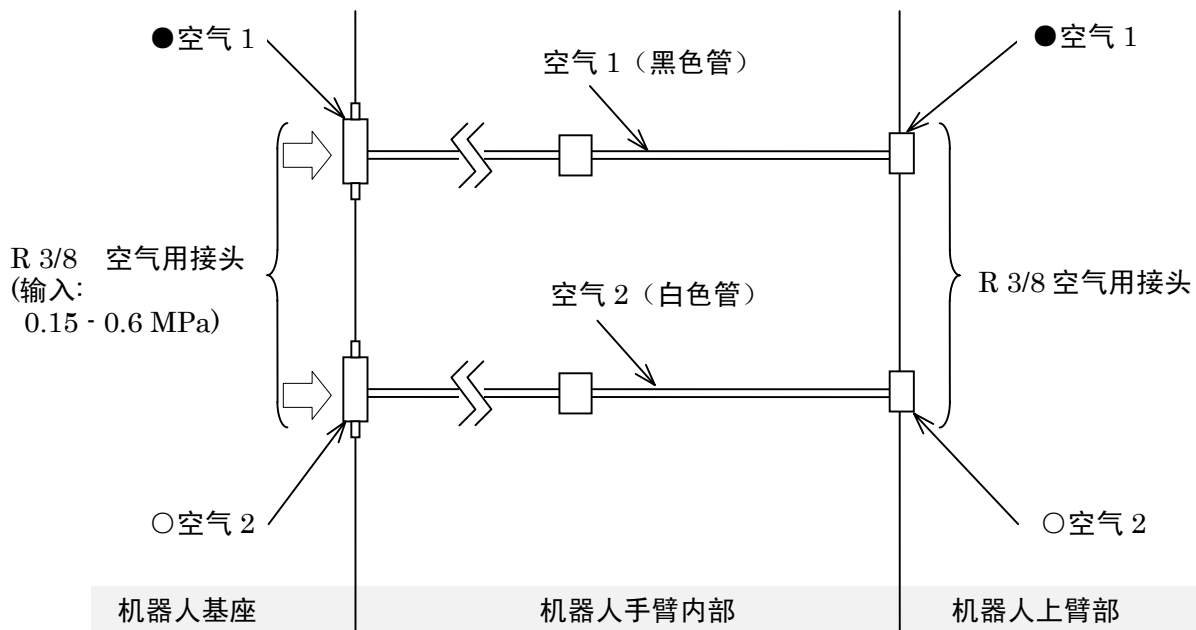 ●空气 1
●空气 1
空气 1（黑色管）
R 3/8　空气用接头
(输入:
0.15 - 0.6 MPa)
空气 2（白色管）
R 3/8 空气用接头
○空气 2
○空气 2
机器人基座
机器人手臂内部
机器人上臂部